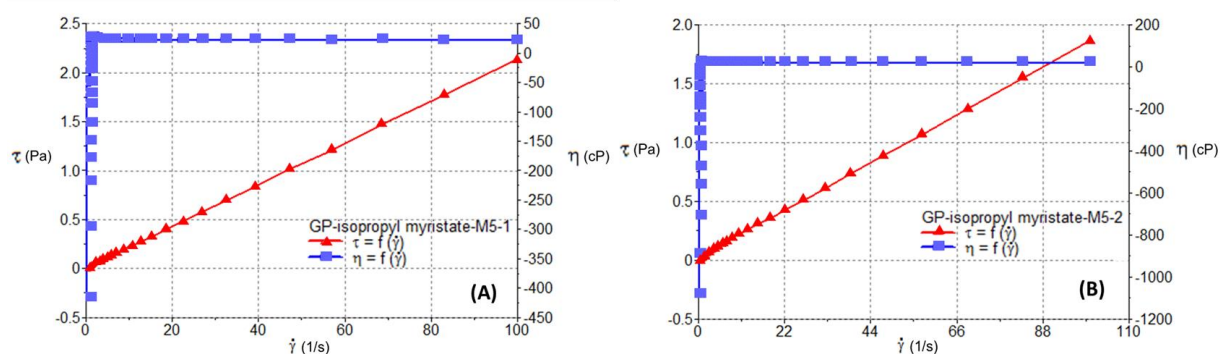 2.5
2.0
1.5
1.0
0.5
0
-0.5
τ (Pa)
50
0
-50
-100
-150
-200
-250
-300
-350
-400
-450
η (cP)
GP-isopropyl myristate-M5-1
τ = f (γ̇)
η = f (γ̇)
(A)
0 20 40 60 80 100
γ̇ (1/s)
2.0
1.5
1.0
0.5
0
-0.5
τ (Pa)
200
0
-200
-400
-600
-800
-1000
-1200
η (cP)
GP-isopropyl myristate-M5-2
τ = f (γ̇)
η = f (γ̇)
(B)
0 22 44 66 88 110
γ̇ (1/s)